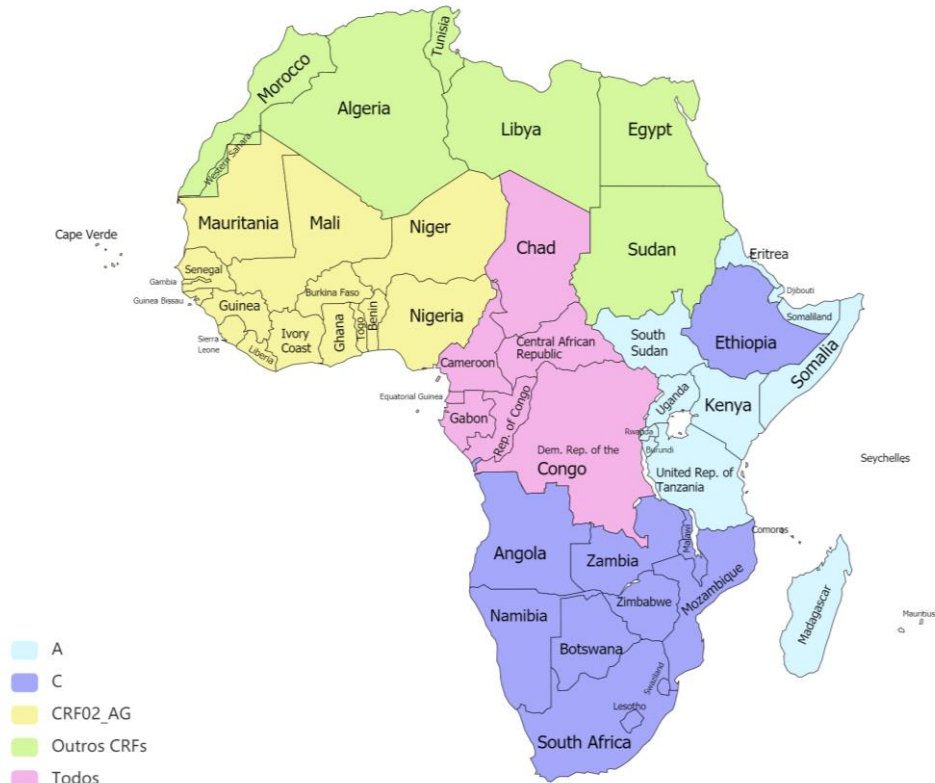 Tunisia
Morocco
Algeria
Libya
Egypt
Western Sahara
Mauritania
Mali
Niger
Cape Verde
Chad
Sudan
Eritrea
Senegal
Gambia
Burkina Faso
Djibouti
Guinea Bissau
Guinea
Benin
Togo
Ghana
Nigeria
Somaliland
Ivory
Coast
Sierra
Leone
Liberia
Central African
Republic
South
Sudan
Ethiopia
Somalia
Cameroon
Equatorial Guinea
Gabon
Rep. of Congo
Uganda
Kenya
Rwanda
Burundi
Dem. Rep. of the
Congo
Seychelles
United Rep. of
Tanzania
Comoros
Angola
Zambia
Malawi
Mozambique
Zimbabwe
Namibia
Botswana
Madagascar
Mauritius
Swaziland
Lesotho
South Africa
A
C
CRF02_AG
Outros CRFs
Todos